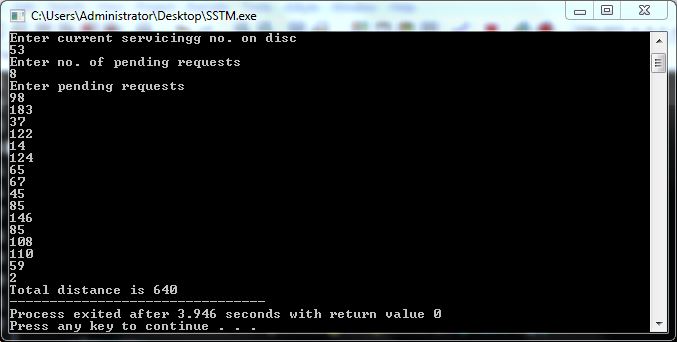 C:\Users\Administrator\Desktop\SSTM.exe
Enter current servicingg no. on disc
53
Enter no. of pending requests
8
Enter pending requests
98
183
37
122
14
124
65
67
45
85
146
85
108
110
59
2
Total distance is 640
--------------------------------
Process exited after 3.946 seconds with return value 0
Press any key to continue . . .